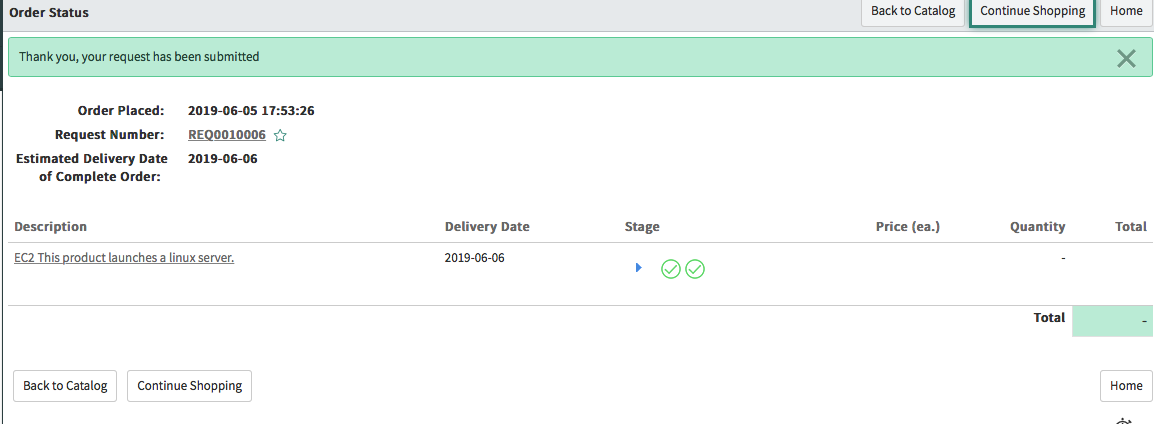 Order Status
Back to Catalog
Continue Shopping
Home
Thank you, your request has been submitted
Order Placed: 2019-06-05 17:53:26
Request Number: REQ0010006
Estimated Delivery Date 2019-06-06
of Complete Order:
Description Delivery Date Stage Price (ea.) Quantity Total
EC2 This product launches a linux server. 2019-06-06 -
Total -
Back to Catalog Continue Shopping Home